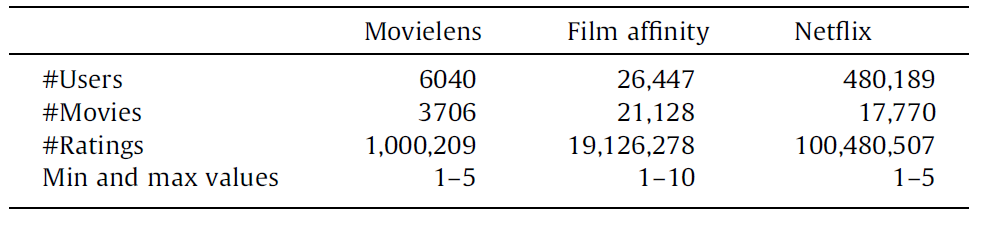 Movielens Film affinity Netflix
#Users 6040 26,447 480,189
#Movies 3706 21,128 17,770
#Ratings 1,000,209 19,126,278 100,480,507
Min and max values 1–5 1–10 1–5